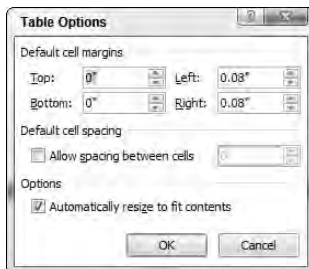 Table Options
Default cell margins
Top: 0" Left: 0.08"
Bottom: 0" Right: 0.08"
Default cell spacing
Allow spacing between cells 0
Options
Automatically resize to fit contents
OK Cancel